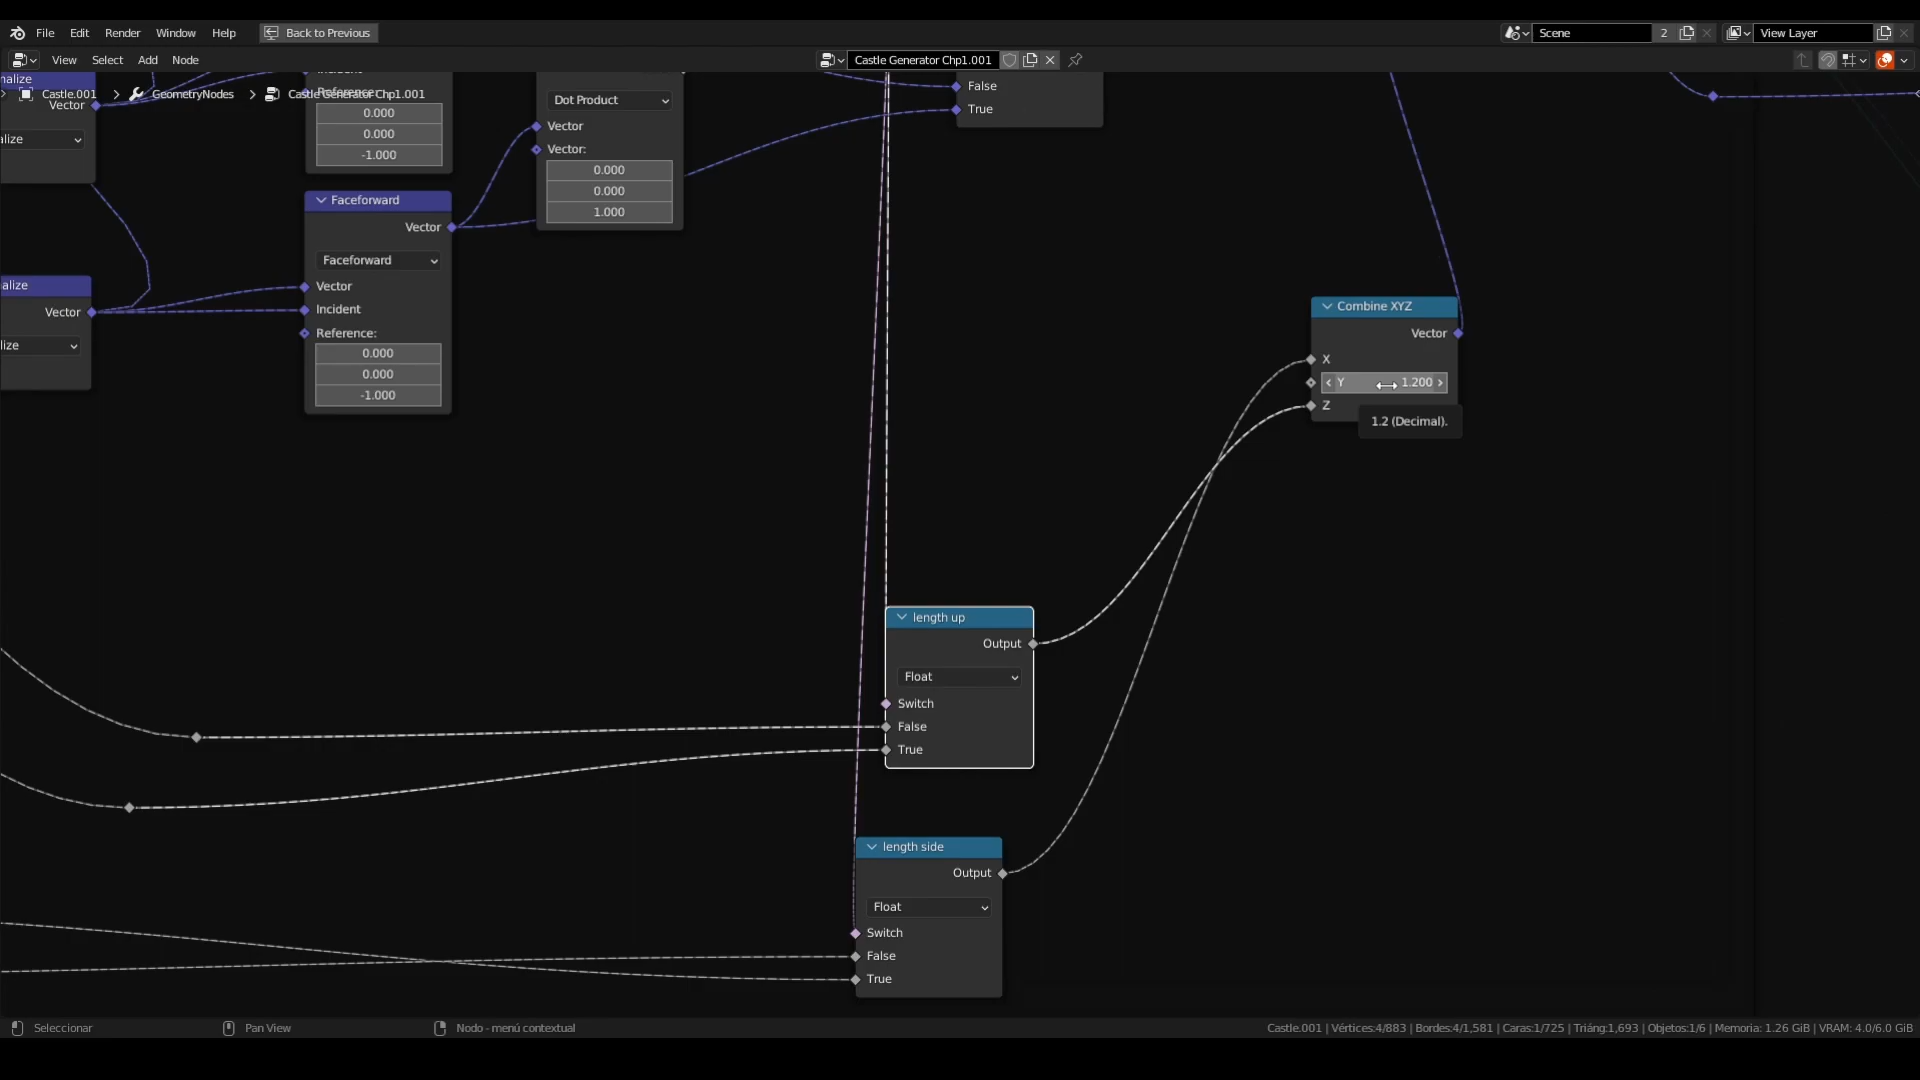 File Edit Render Window Help Back to Previous Scene 2 View Layer
View Select Add Node Castle Generator Chp1.001
Castle.001 GeometryNodes Castle Generator Chp1.001
nalize
Vector
alize
Reference:
0.000
0.000
-1.000
Dot Product
Vector
Vector:
0.000
0.000
1.000
False
True
Faceforward
Vector
Faceforward
Vector
Incident
Reference:
0.000
0.000
-1.000
alize
Vector
lize
Combine XYZ
Vector
X
Y 1.200
Z
1.2 (Decimal).
length up
Output
Float
Switch
False
True
length side
Output
Float
Switch
False
True
Seleccionar Pan View Nodo - menú contextual Castle.001 | Vértices:4/883 | Bordes:4/1,581 | Caras:1/725 | Triáng:1,693 | Objetos:1/6 | Memoria: 1.26 GiB | VRAM: 4.0/6.0 GiB